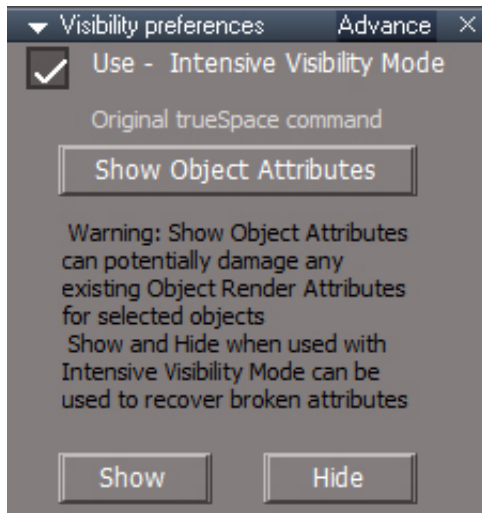 Visibility preferences Advance
Use - Intensive Visibility Mode
Original trueSpace command
Show Object Attributes
Warning: Show Object Attributes
can potentially damage any
existing Object Render Attributes
for selected objects
Show and Hide when used with
Intensive Visibility Mode can be
used to recover broken attributes
Show Hide